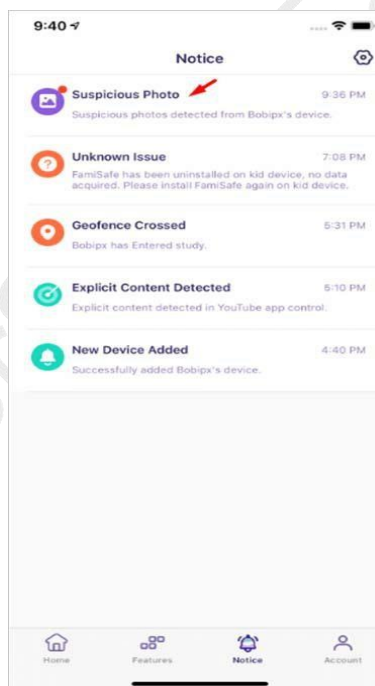 9:40
Notice
Suspicious Photo 9:36 PM
Suspicious photos detected from Bobipx's device.
Unknown Issue 7:08 PM
FamiSafe has been uninstalled on kid device, no data
acquired. Please install FamiSafe again on kid device.
Geofence Crossed 5:31 PM
Bobipx has Entered study.
Explicit Content Detected 5:10 PM
Explicit content detected in YouTube app control.
New Device Added 4:40 PM
Successfully added Bobipx's device.
Home Features Notice Account